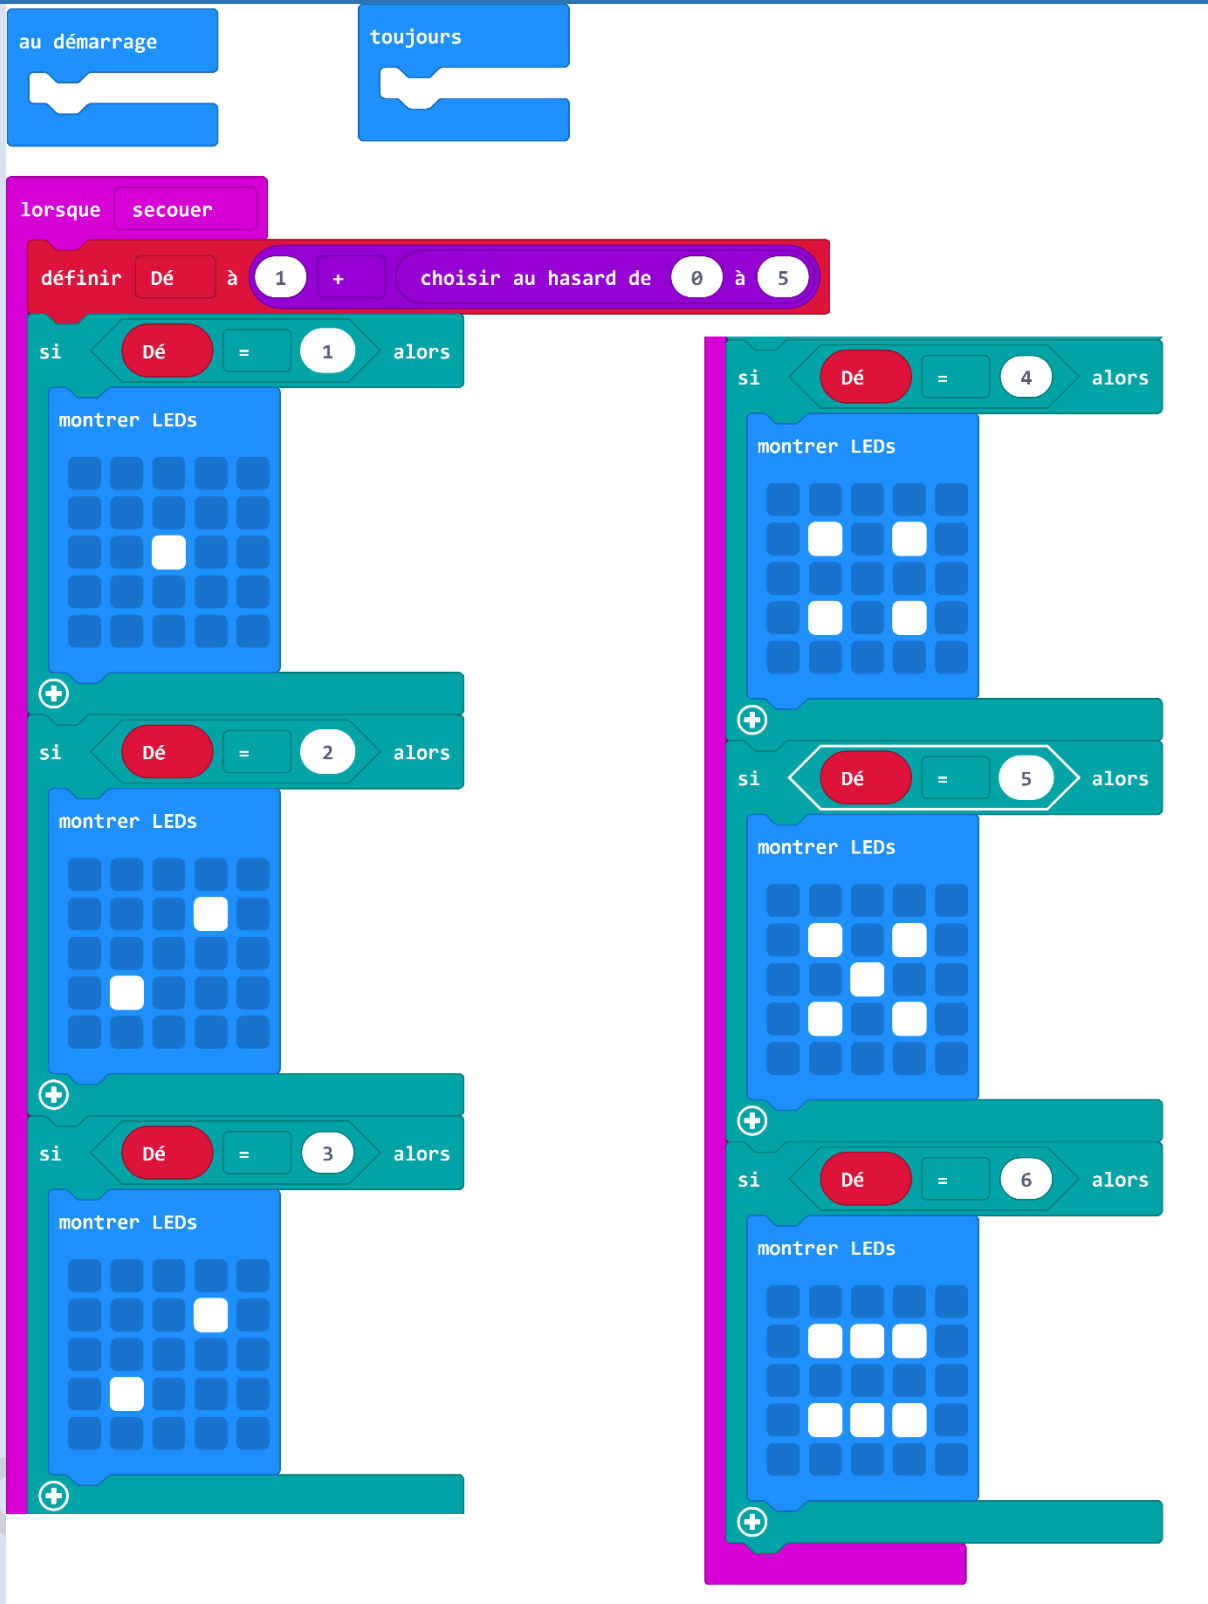 au démarrage
toujours
lorsque secouer
définir Dé à 1 + choisir au hasard de 0 à 5
si Dé = 1 alors
montrer LEDs
si Dé = 2 alors
montrer LEDs
si Dé = 3 alors
montrer LEDs
si Dé = 4 alors
montrer LEDs
si Dé = 5 alors
montrer LEDs
si Dé = 6 alors
montrer LEDs